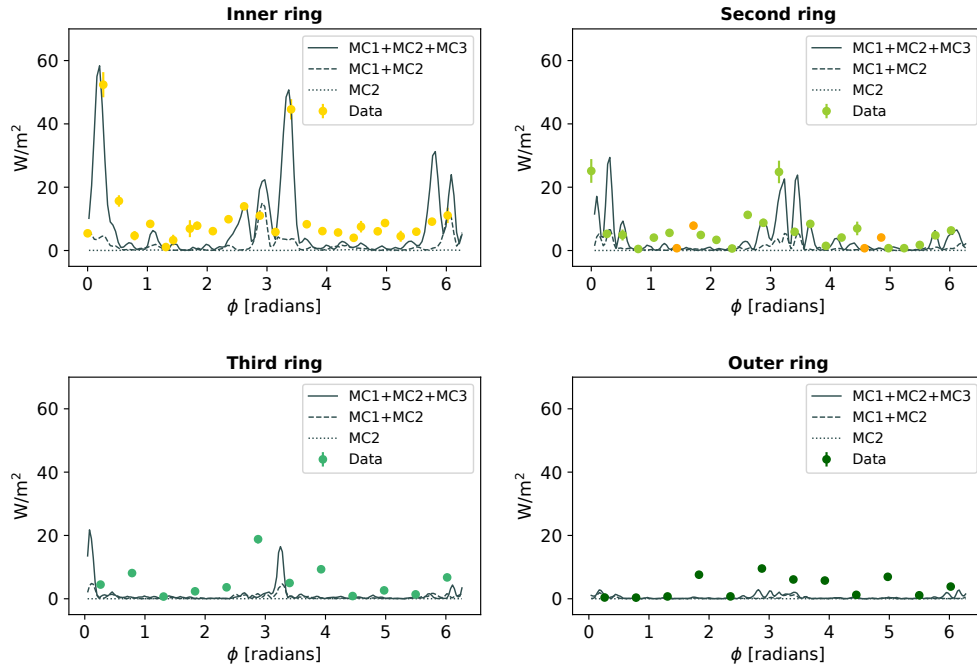 Inner ring
60
40
20
0
W/m²
0 1 2 3 4 5 6
ϕ [radians]
MC1+MC2+MC3
MC1+MC2
MC2
Data
Second ring
60
40
20
0
W/m²
0 1 2 3 4 5 6
ϕ [radians]
MC1+MC2+MC3
MC1+MC2
MC2
Data
Third ring
60
40
20
0
W/m²
0 1 2 3 4 5 6
ϕ [radians]
MC1+MC2+MC3
MC1+MC2
MC2
Data
Outer ring
60
40
20
0
W/m²
0 1 2 3 4 5 6
ϕ [radians]
MC1+MC2+MC3
MC1+MC2
MC2
Data